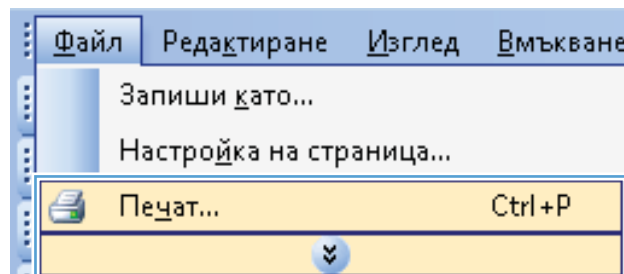 Файл Редактиране Изглед Вмъкване
Запиши като...
Настройка на страница...
Печат... Ctrl+P